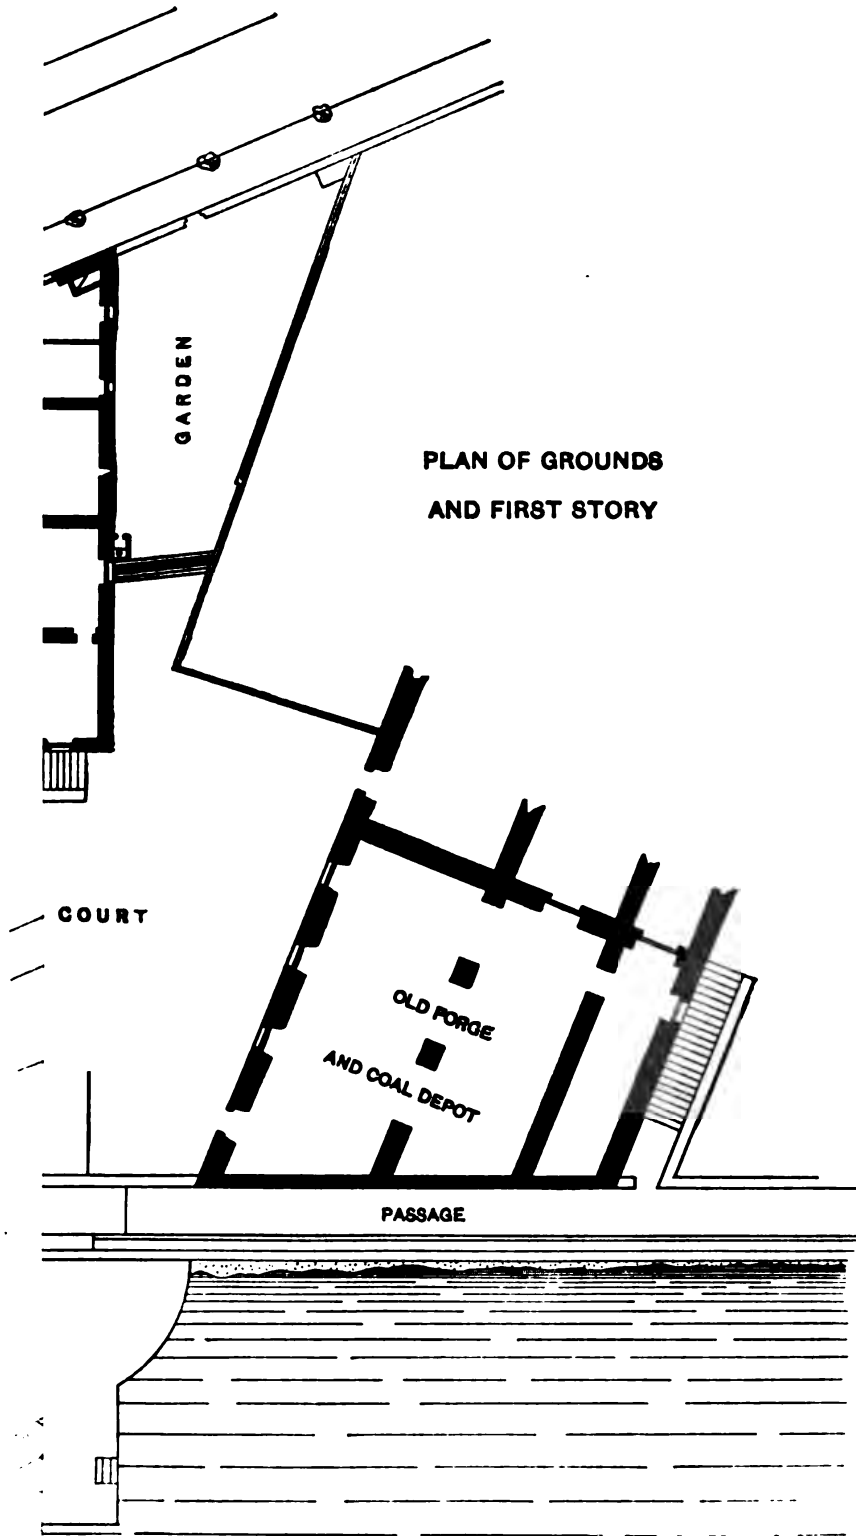 GARDEN
PLAN OF GROUNDS
AND FIRST STORY
COURT
OLD FORGE
AND COAL DEPOT
PASSAGE